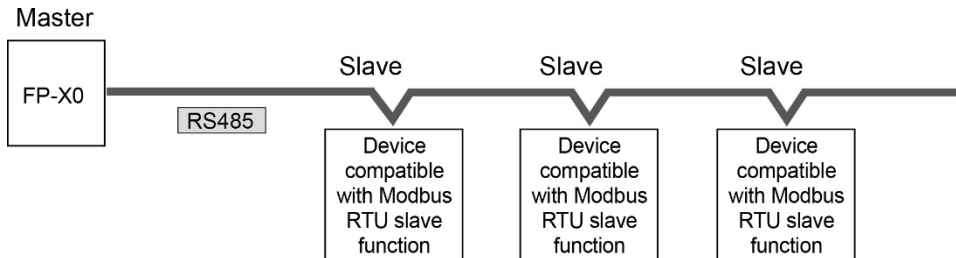 Master
FP-X0
RS485
Slave
Slave
Slave
Device
compatible
with Modbus
RTU slave
function
Device
compatible
with Modbus
RTU slave
function
Device
compatible
with Modbus
RTU slave
function